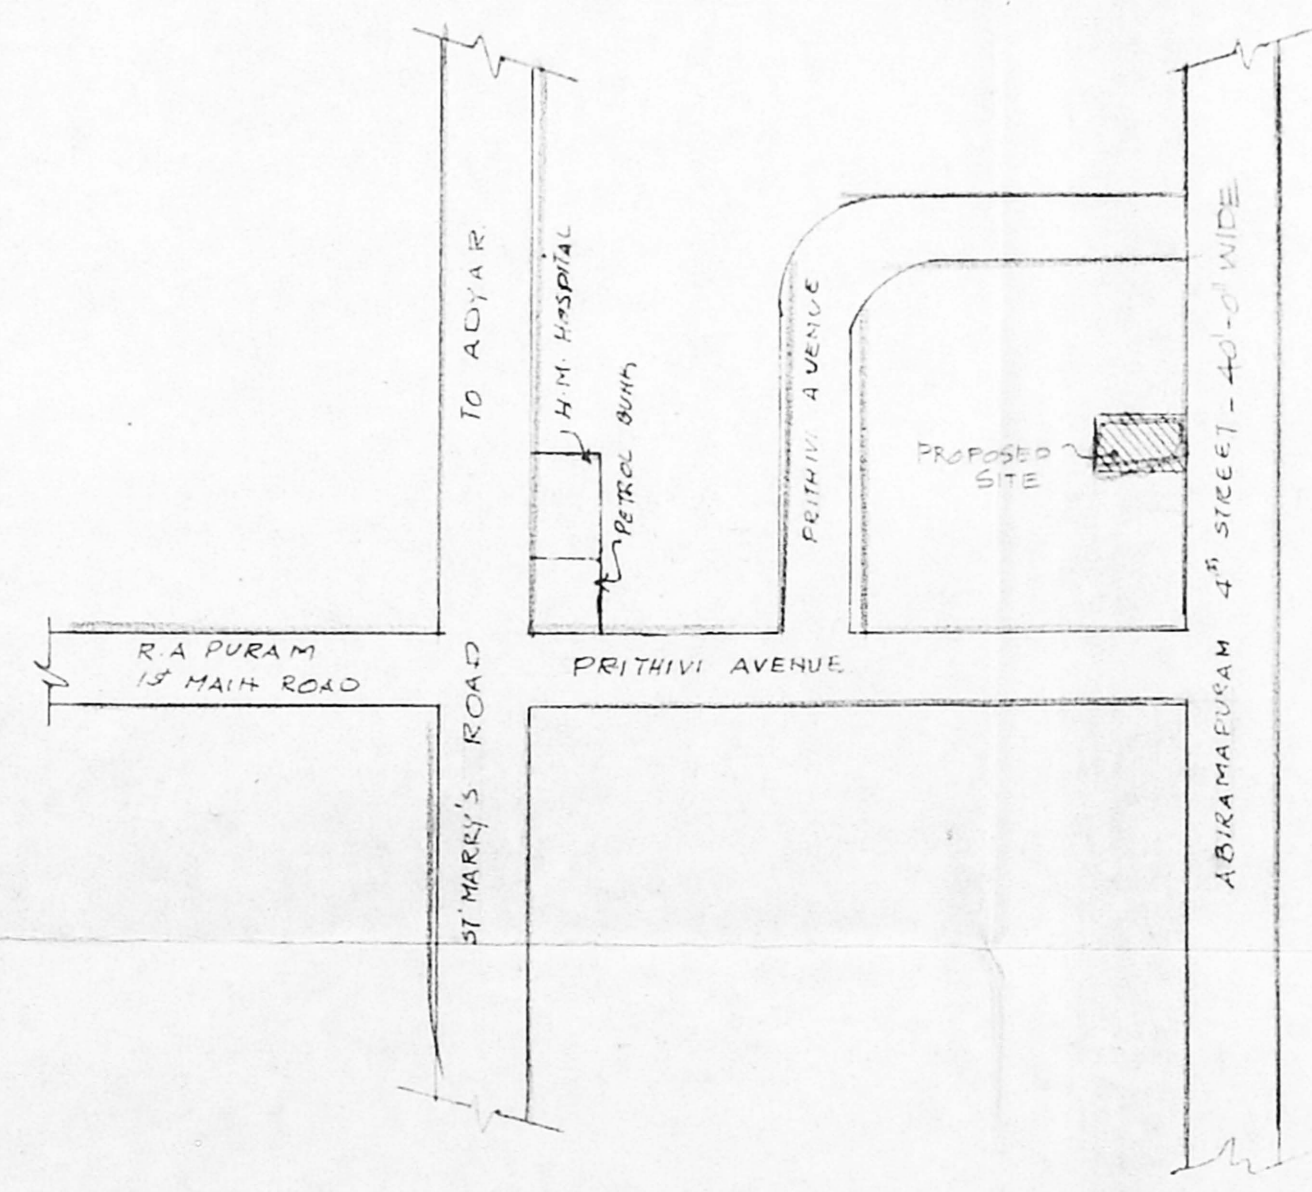 TO ADYAR.
H.M. HOSPITAL
PETROL BUNK
PRITHIVI AVENUE
PROPOSED
SITE
ABIRAMAPURAM 4TH STREET - 40'-0" WIDE
R.A PURAM
1st MAIN ROAD
ST' MARRY'S ROAD
PRITHIVI AVENUE